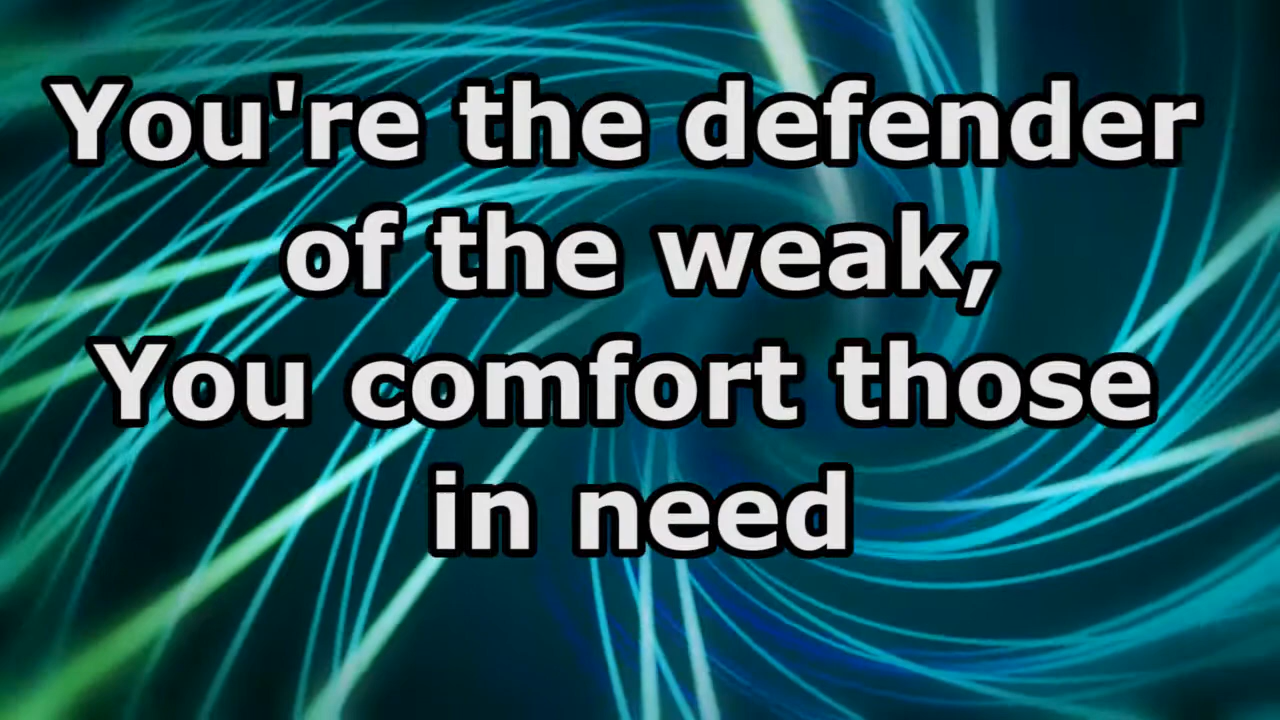 You're the defender
of the weak,
You comfort those
in need